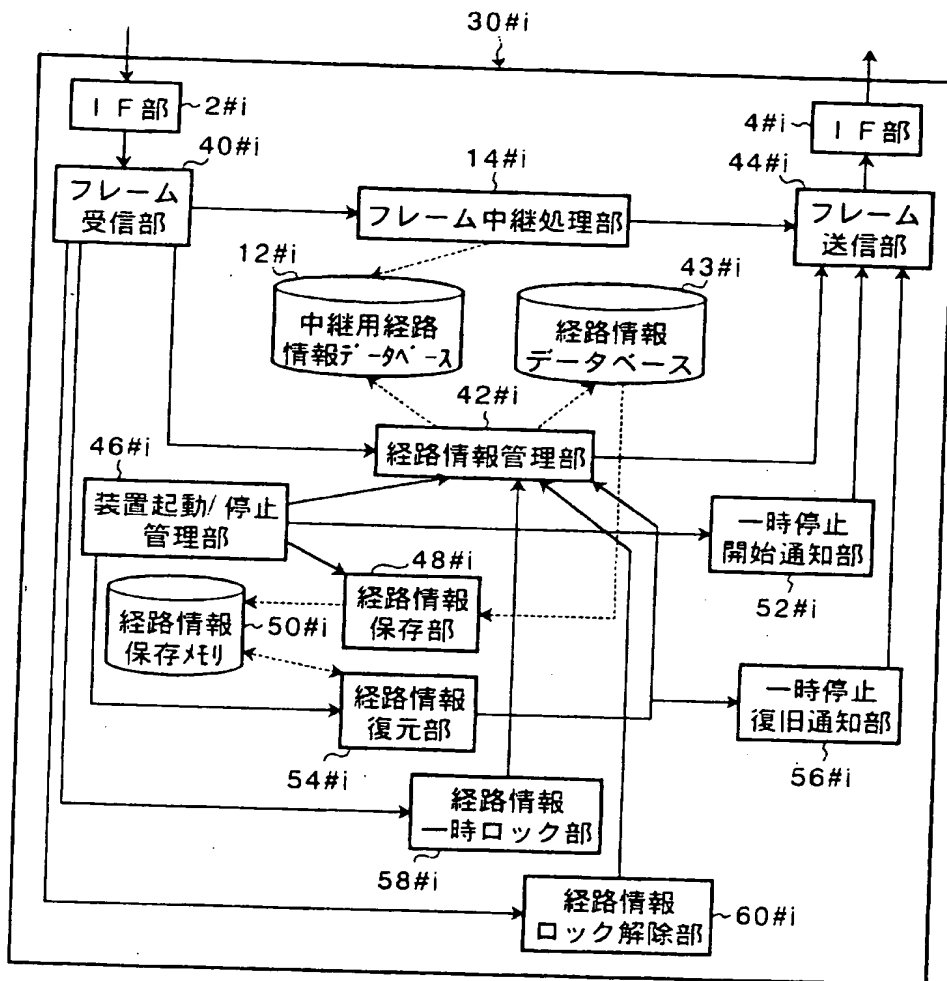 30#i
IF部
2#i
4#i
IF部
40#i
フレーム
受信部
14#i
フレーム中継処理部
44#i
フレーム
送信部
12#i
中継用経路
情報データベース
43#i
経路情報
データベース
42#i
経路情報管理部
46#i
装置起動/停止
管理部
一時停止
開始通知部
52#i
48#i
経路情報
保存部
経路情報
保存メモリ
50#i
経路情報
復元部
54#i
一時停止
復旧通知部
56#i
経路情報
一時ロック部
58#i
経路情報
ロック解除部
60#i